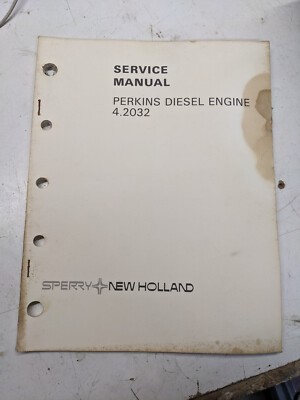 SERVICE
MANUAL
PERKINS DIESEL ENGINE
4.2032
SPERRY NEW HOLLAND